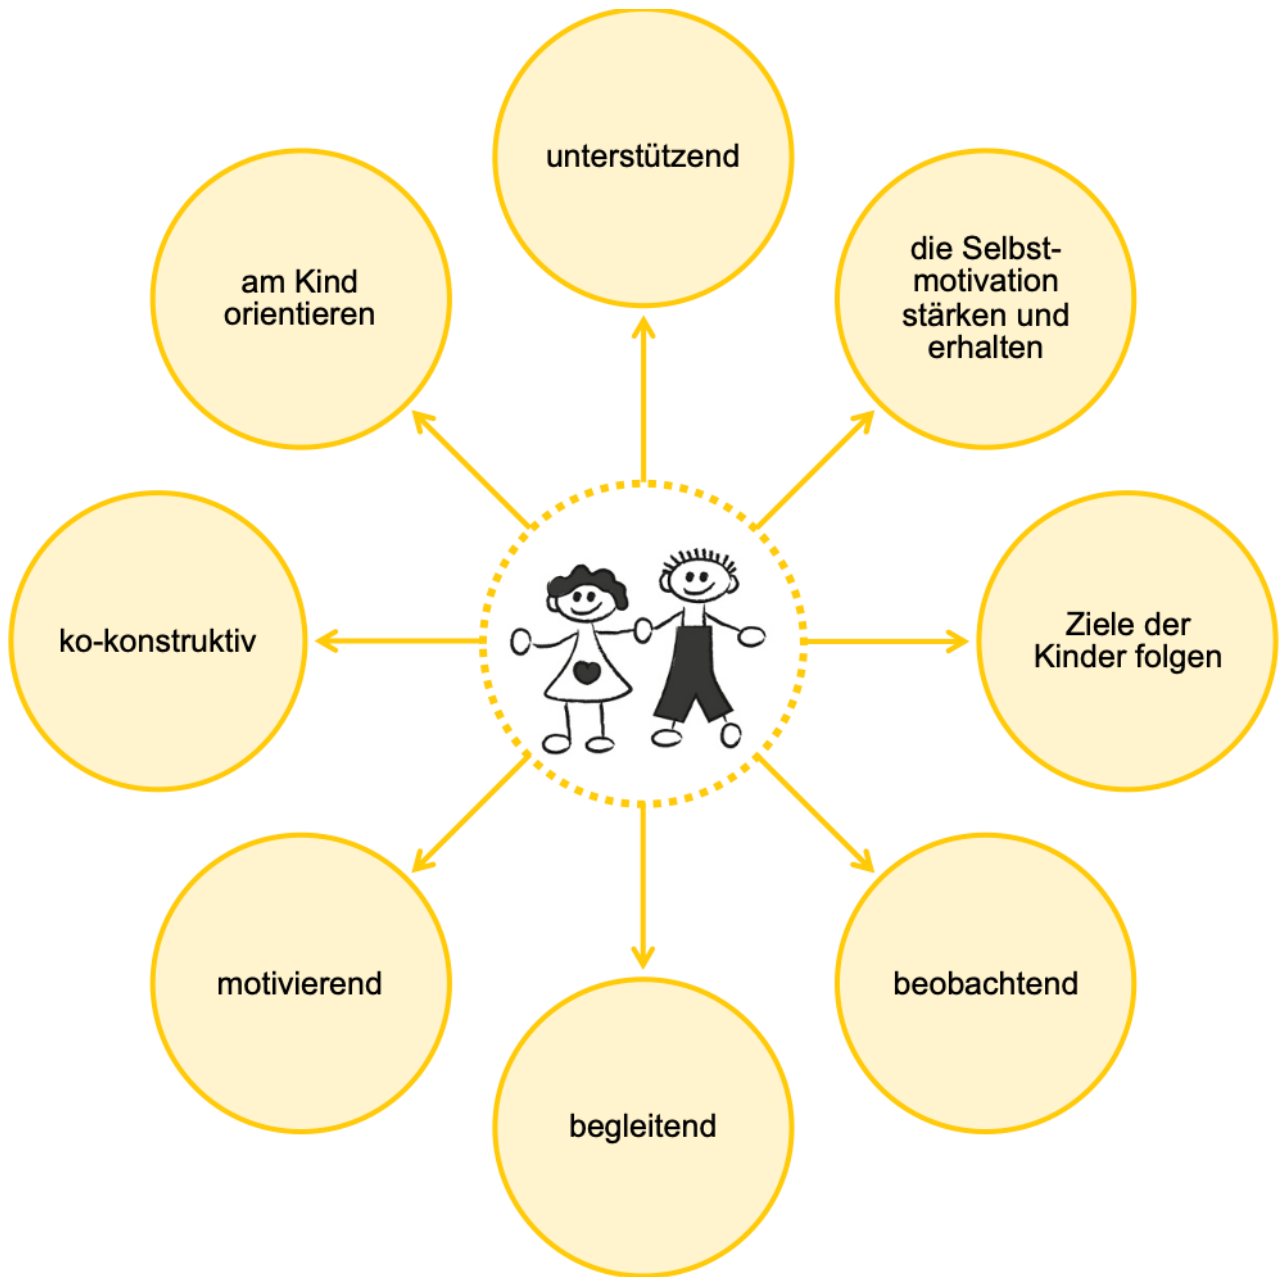 unterstützend
die Selbst-
motivation
stärken und
erhalten
Ziele der
Kinder folgen
beobachtend
begleitend
motivierend
ko-konstruktiv
am Kind
orientieren